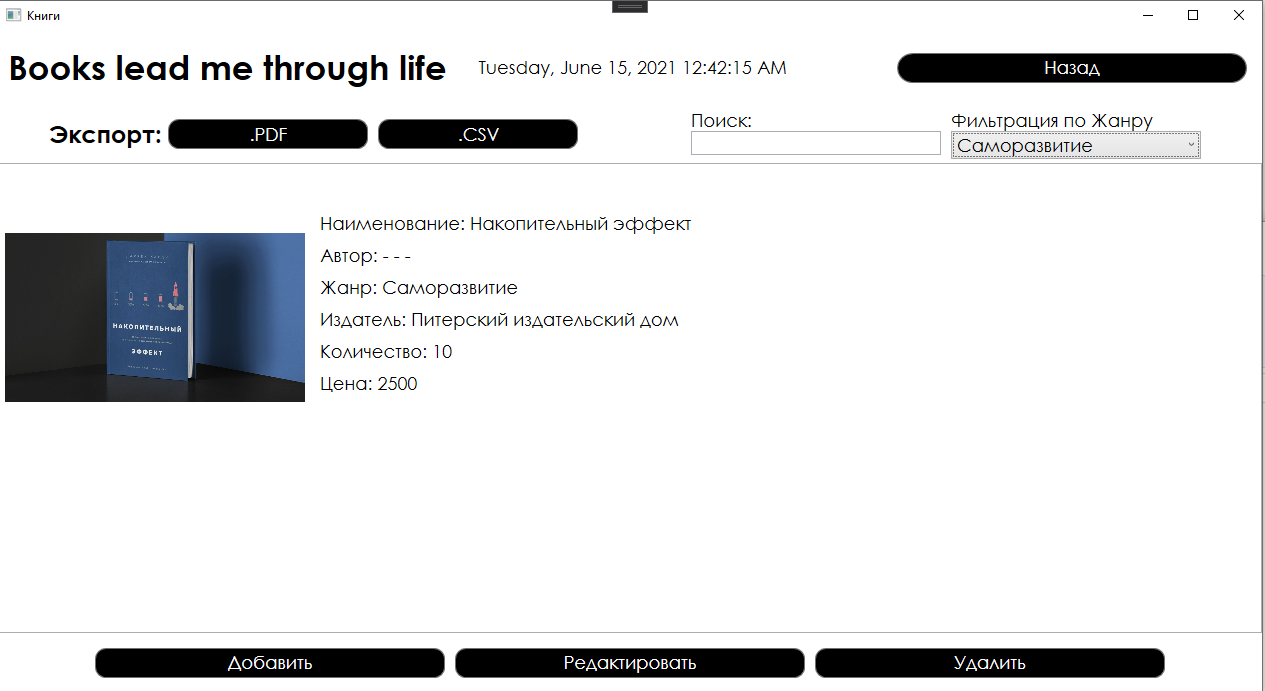 Книги
Books lead me through life
Tuesday, June 15, 2021 12:42:15 AM
Назад
Экспорт:
.PDF
.CSV
Поиск:
Фильтрация по Жанру
Саморазвитие
Наименование: Накопительный эффект
Автор: - - -
Жанр: Саморазвитие
Издатель: Питерский издательский дом
Количество: 10
Цена: 2500
НАКОПИТЕЛЬНЫЙ
ЭФФЕКТ
Добавить
Редактировать
Удалить